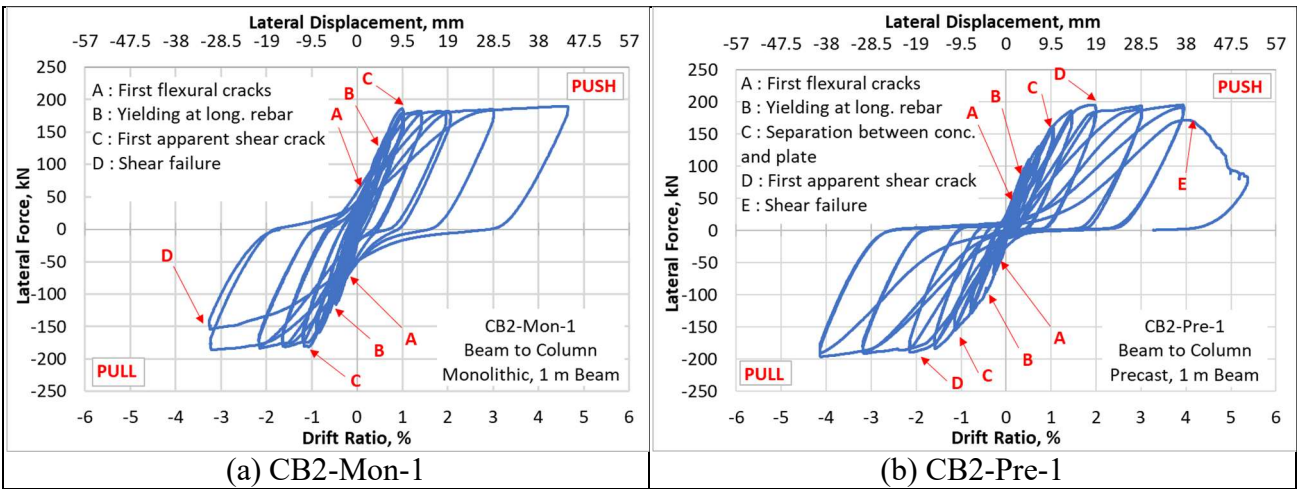 Lateral Displacement, mm
-57 -47.5 -38 -28.5 -19 -9.5 0 9.5 19 28.5 38 47.5 57
250
200
150
100
50
0
-50
-100
-150
-200
-250
Lateral Force, kN
A : First flexural cracks
B : Yielding at long. rebar
C : First apparent shear crack
D : Shear failure
PUSH
C
B
A
D
A
B
C
PULL
CB2-Mon-1
Beam to Column
Monolithic, 1 m Beam
-6 -5 -4 -3 -2 -1 0 1 2 3 4 5 6
Drift Ratio, %
(a) CB2-Mon-1
Lateral Displacement, mm
-57 -47.5 -38 -28.5 -19 -9.5 0 9.5 19 28.5 38 47.5 57
250
200
150
100
50
0
-50
-100
-150
-200
-250
Lateral Force, kN
A : First flexural cracks
B : Yielding at long. rebar
C : Separation between conc.
and plate
D : First apparent shear crack
E : Shear failure
PUSH
D
C
B
A
E
A
B
C
D
PULL
CB2-Pre-1
Beam to Column
Precast, 1 m Beam
-6 -5 -4 -3 -2 -1 0 1 2 3 4 5 6
Drift Ratio, %
(b) CB2-Pre-1